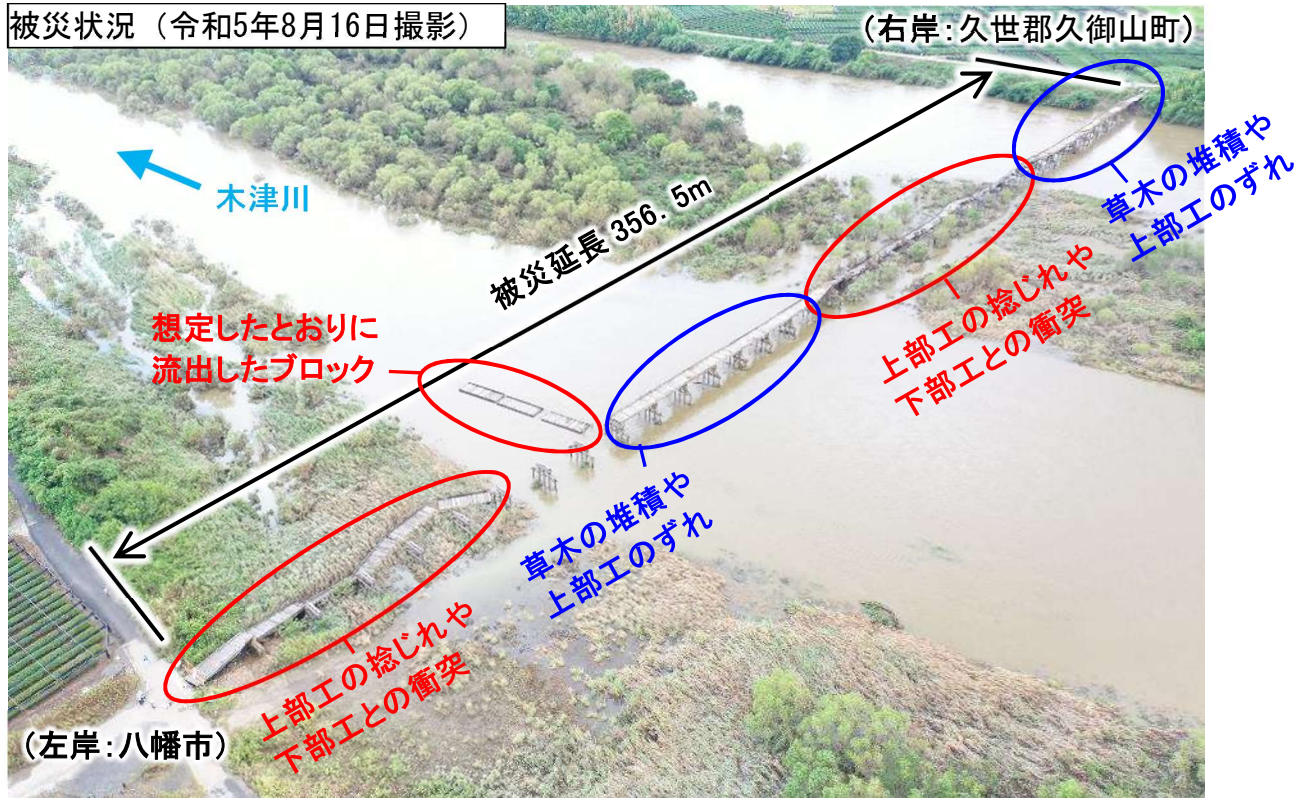 被災状況（令和5年8月16日撮影）
（右岸：久世郡久御山町）
木津川
被災延長 356.5m
草木の堆積や
上部工のずれ
想定したとおりに
流出したブロック
上部工の捻じれや
下部工との衝突
草木の堆積や
上部工のずれ
上部工の捻じれや
下部工との衝突
（左岸：八幡市）